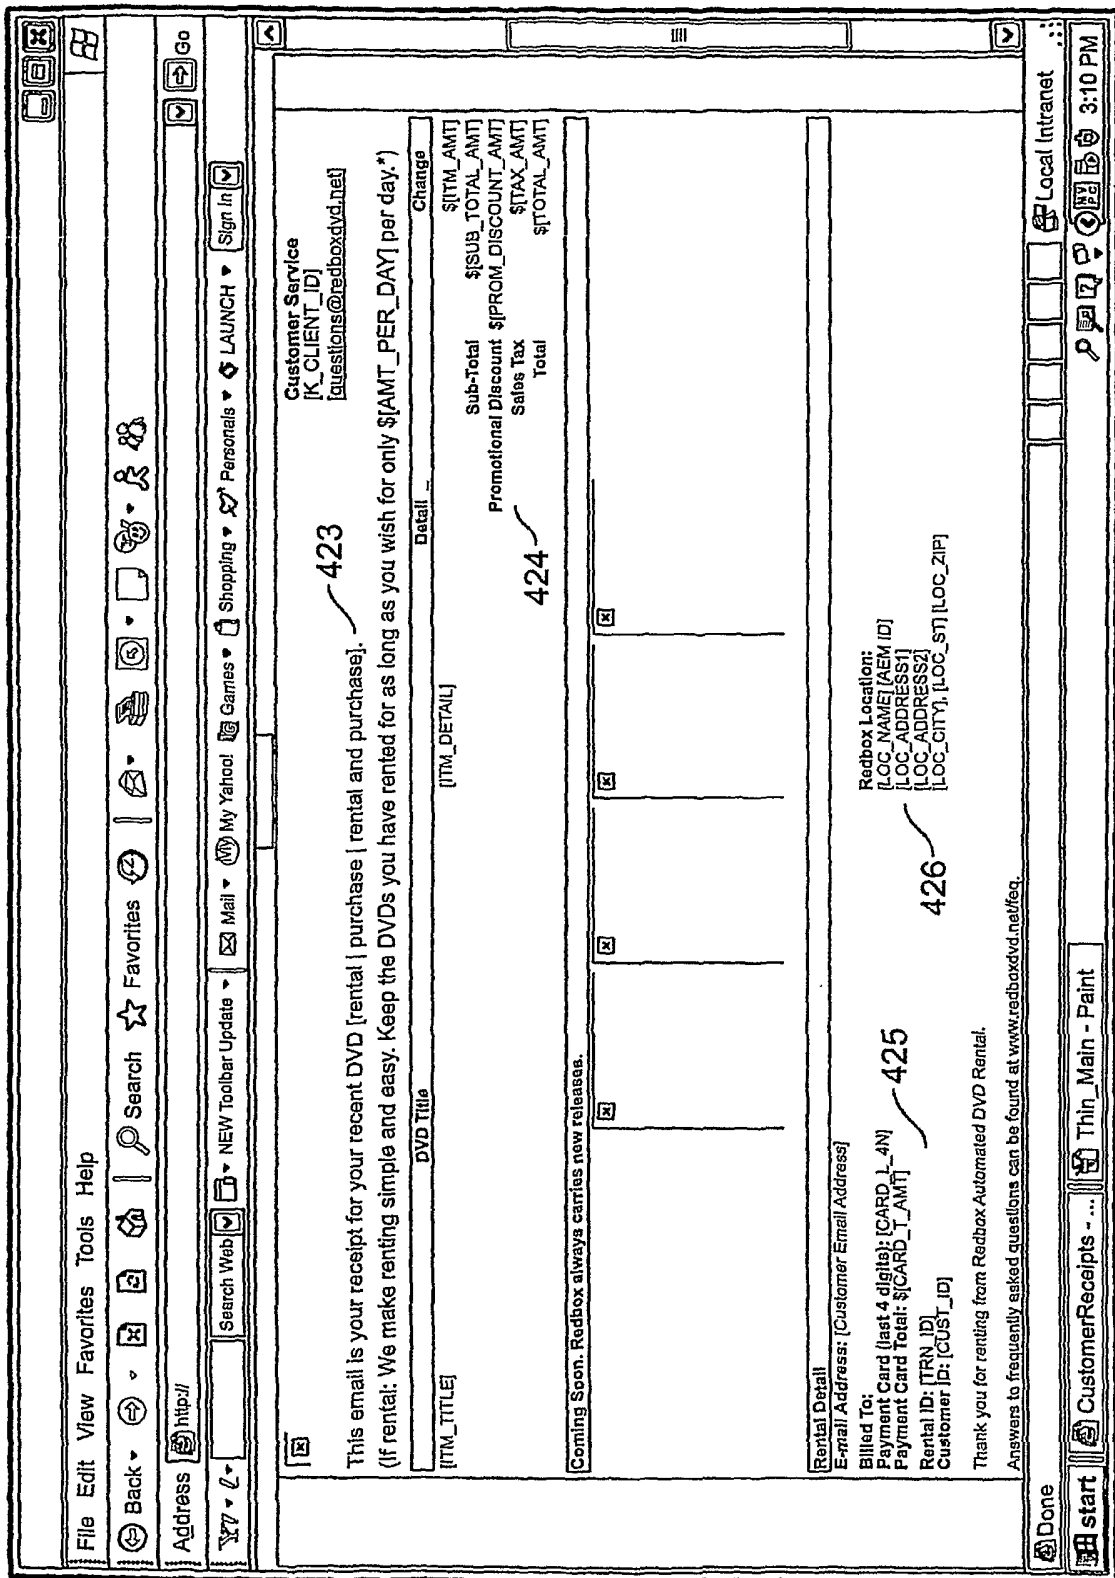 File Edit View Favorites Tools Help
Back Search Favorites
Address http:// Go
Search Web NEW Toolbar Update Mail My Yahoo! Games Shopping Personals LAUNCH Sign In
Customer Service
[K_CLIENT_ID]
[questions@redboxdvd.net]
This email is your receipt for your recent DVD [rental | purchase | rental and purchase]. 423
(If rental: We make renting simple and easy. Keep the DVDs you have rented for as long as you wish for only $[AMT_PER_DAY] per day.*)
DVD Title Detail Change
[ITM_TITLE] [ITM_DETAIL] $[ITM_AMT]
Sub-Total $[SUB_TOTAL_AMT]
Promotional Discount $[PROM_DISCOUNT_AMT]
Sales Tax $[TAX_AMT]
Total $[TOTAL_AMT]
424
Coming Soon. Redbox always carries new releases.
Rental Detail
E-mail Address: [Customer Email Address]
Billed To:
Payment Card (last 4 digits): [CARD_L_4N]
Payment Card Total: $[CARD_T_AMT]
425
Rental ID: [TRN_ID]
Customer ID: [CUST_ID]
Redbox Location:
[LOC_NAME] [AEM ID]
[LOC_ADDRESS1]
[LOC_ADDRESS2]
[LOC_CITY], [LOC_ST] [LOC_ZIP]
426
Thank you for renting from Redbox Automated DVD Rental.
Answers to frequently asked questions can be found at www.redboxdvd.net/feq.
Done Local Intranet
start CustomerReceipts - ... Thin_Main - Paint 3:10 PM